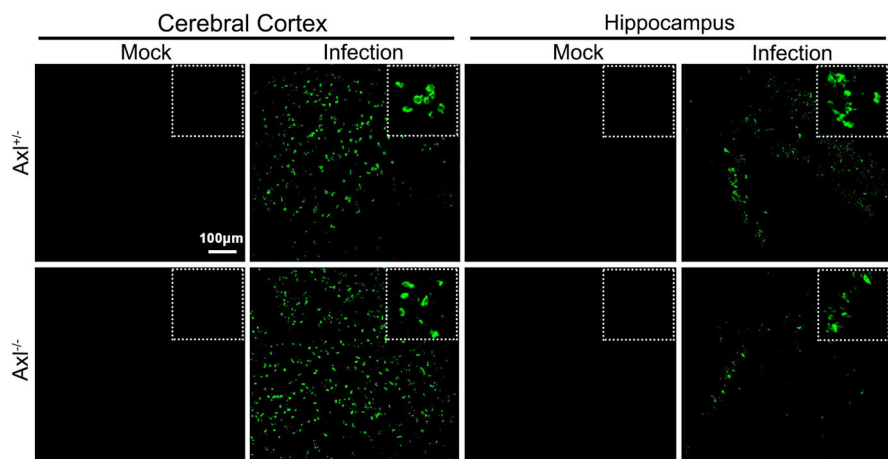 Cerebral Cortex
Hippocampus
Mock
Infection
Mock
Infection
Axl+/-
100μm
Axl-/-